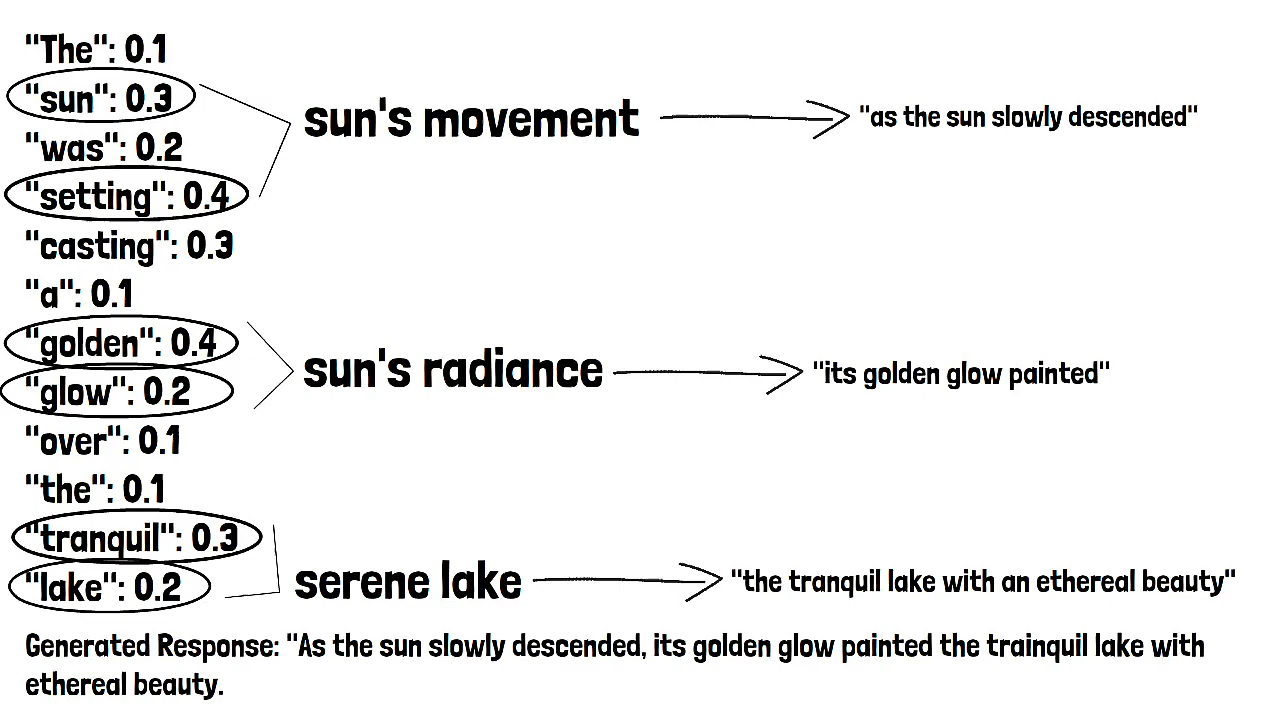 "The": 0.1
"sun": 0.3
"was": 0.2
"setting": 0.4
"casting": 0.3
"a": 0.1
"golden": 0.4
"glow": 0.2
"over": 0.1
"the": 0.1
"tranquil": 0.3
"lake": 0.2
sun's movement
"as the sun slowly descended"
sun's radiance
"its golden glow painted"
serene lake
"the tranquil lake with an ethereal beauty"
Generated Response: "As the sun slowly descended, its golden glow painted the trainquil lake with
ethereal beauty.